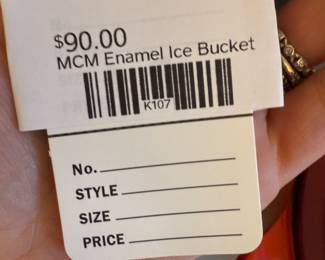 $90.00
MCM Enamel Ice Bucket
K107
No.
STYLE
SIZE
PRICE